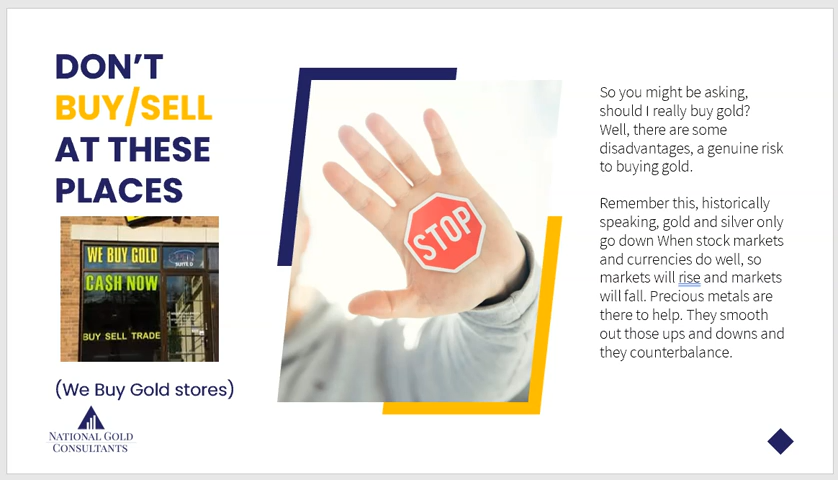 DON'T
BUY/SELL
AT THESE
PLACES
WE BUY GOLD
CA$H NOW
BUY SELL TRADE
(We Buy Gold stores)
NATIONAL GOLD
CONSULTANTS
STOP
So you might be asking,
should I really buy gold?
Well, there are some
disadvantages, a genuine risk
to buying gold.
Remember this, historically
speaking, gold and silver only
go down When stock markets
and currencies do well, so
markets will rise and markets
will fall. Precious metals are
there to help. They smooth
out those ups and downs and
they counterbalance.